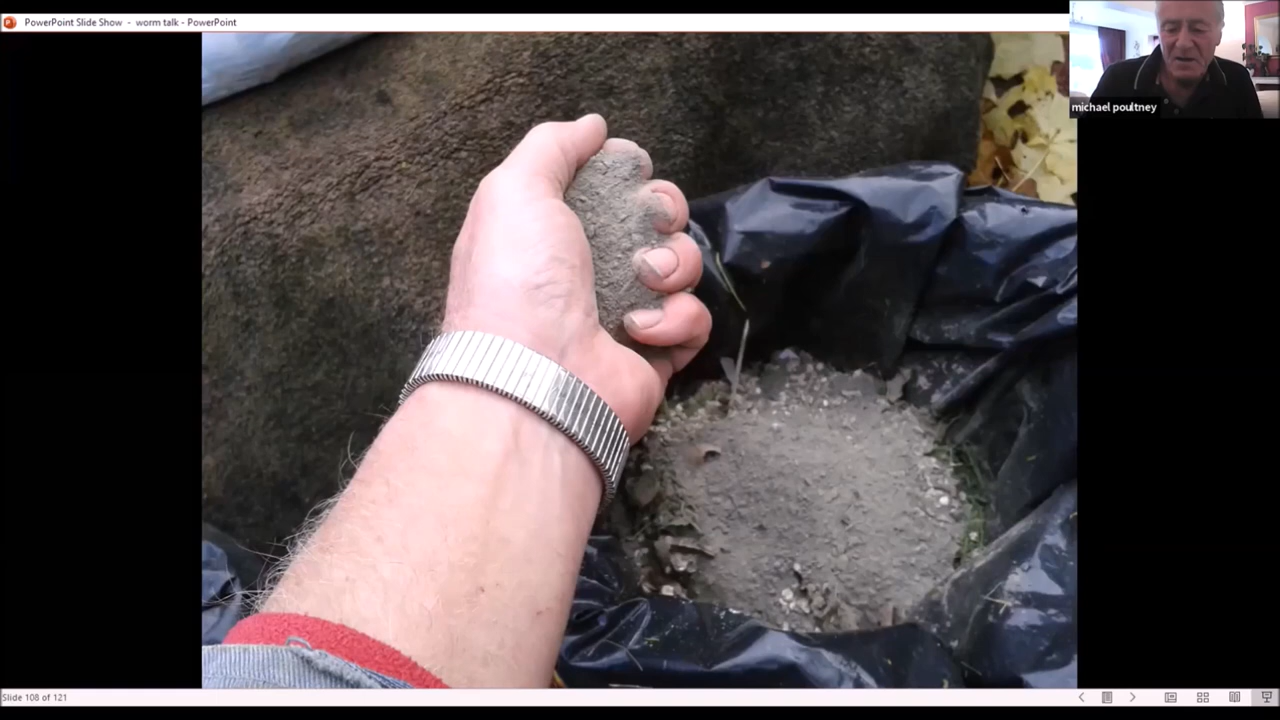 PowerPoint Slide Show - worm talk - PowerPoint
michael poultney
Slide 108 of 121